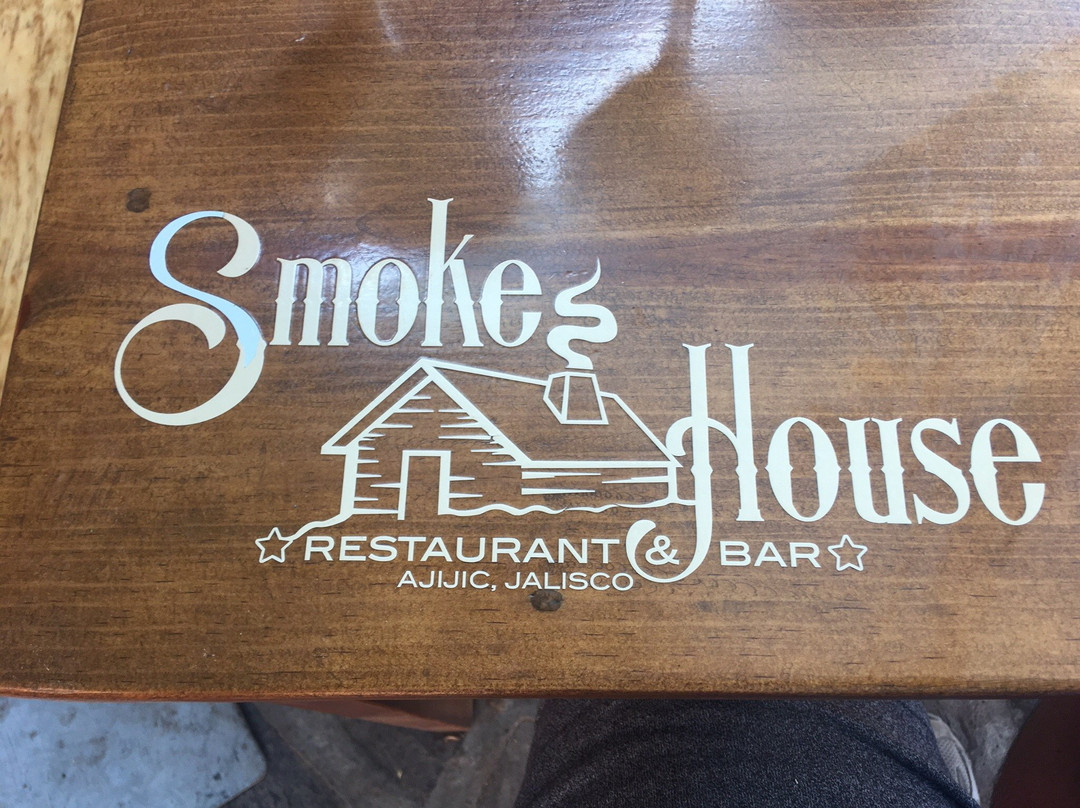 Smoke
House
RESTAURANT & BAR
AJIJIC, JALISCO